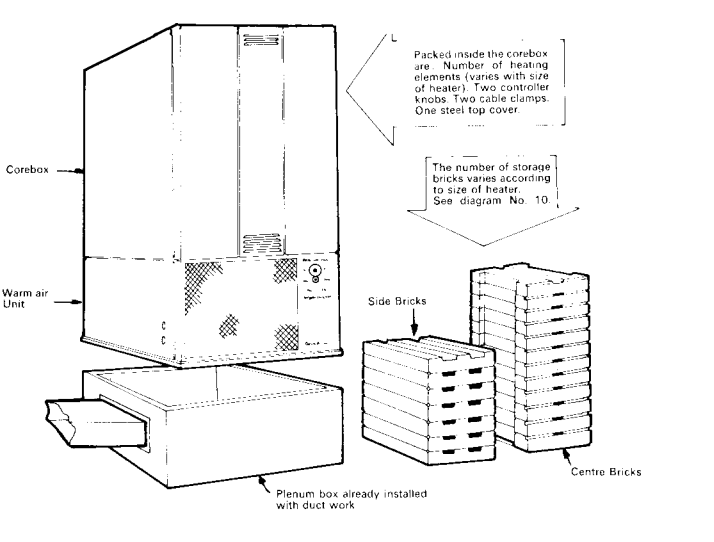 Packed inside the corebox
are. Number of heating
elements (varies with size
of heater). Two controller
knobs. Two cable clamps.
One steel top cover.
The number of storage
bricks varies according
to size of heater.
See diagram No. 10.
Corebox
Warm air
Unit
Side Bricks
Centre Bricks
Plenum box already installed
with duct work